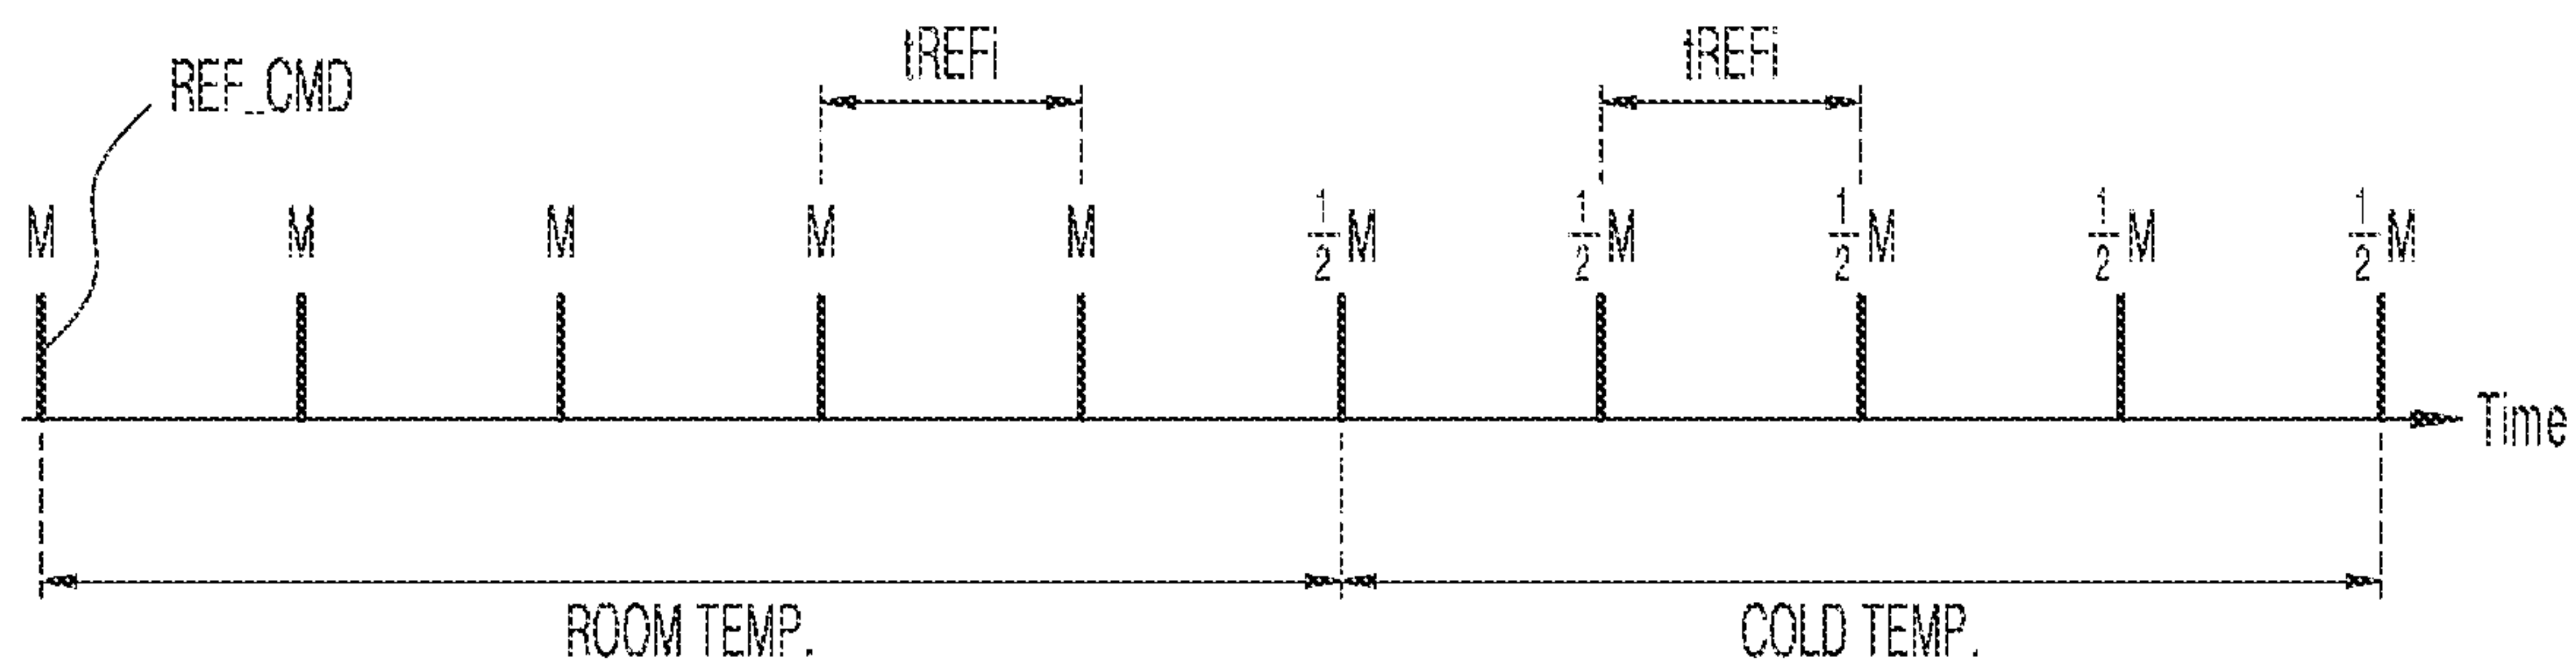 tREFi tREFi
REF_CMD
M M M M M 1/2 M 1/2 M 1/2 M 1/2 M 1/2 M
Time
ROOM TEMP. COLD TEMP.